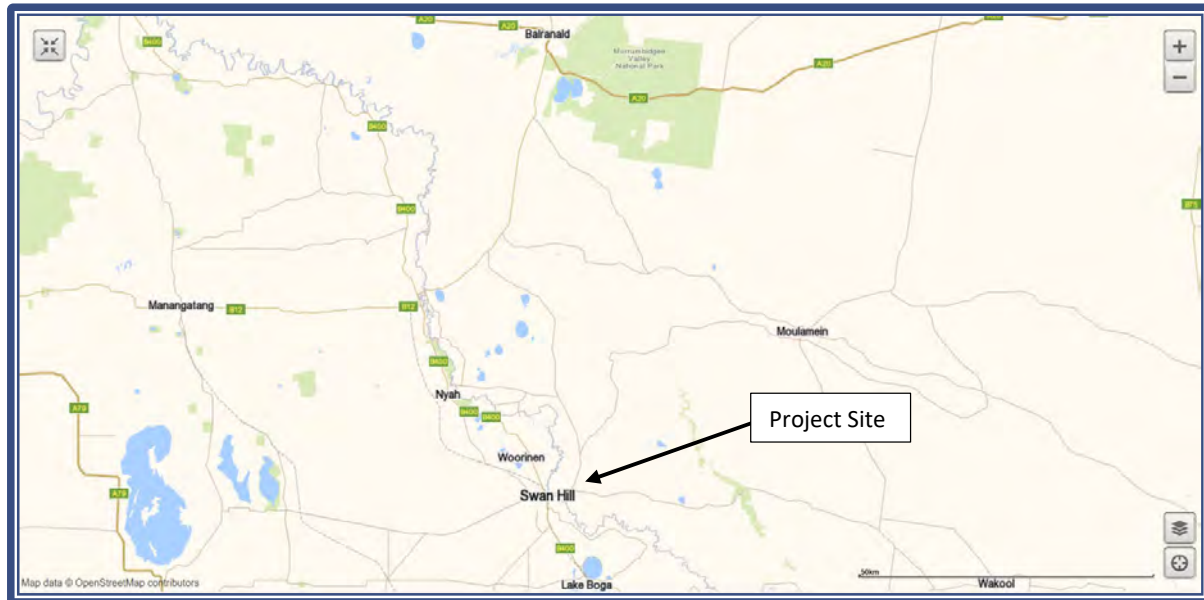 A20
A20
B400
Balranald
Murrumbidgee
Valley
National Park
A20
A20
B400
B75
B400
Manangatang
B12
B12
Moulamein
B400
Nyah
A79
B400
B400
Project Site
Woorinen
A79
Swan Hill
B400
50km
Map data © OpenStreetMap contributors
Lake Boga
Wakool